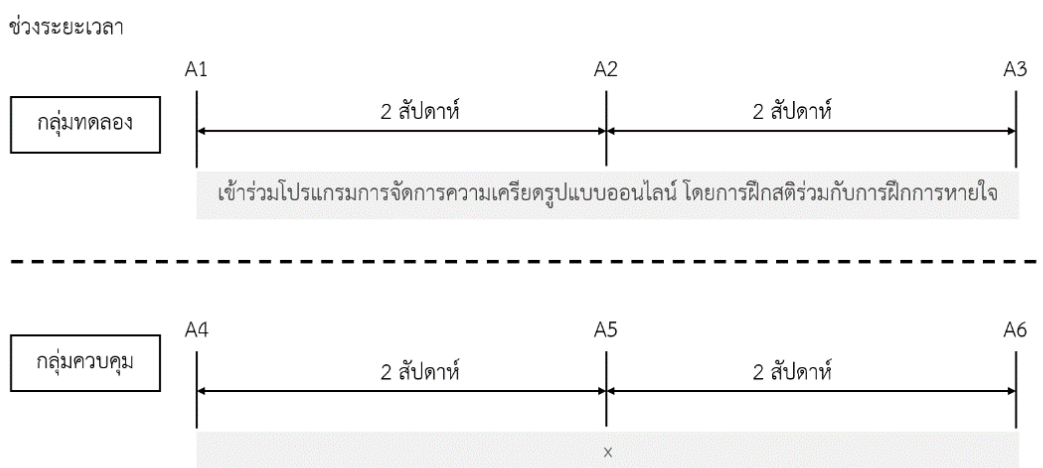 ช่วงระยะเวลา
A1 A2 A3
กลุ่มทดลอง
2 สัปดาห์ 2 สัปดาห์
เข้าร่วมโปรแกรมการจัดการความเครียดรูปแบบออนไลน์ โดยการฝึกสติร่วมกับการฝึกการหายใจ
A4 A5 A6
กลุ่มควบคุม
2 สัปดาห์ 2 สัปดาห์
x